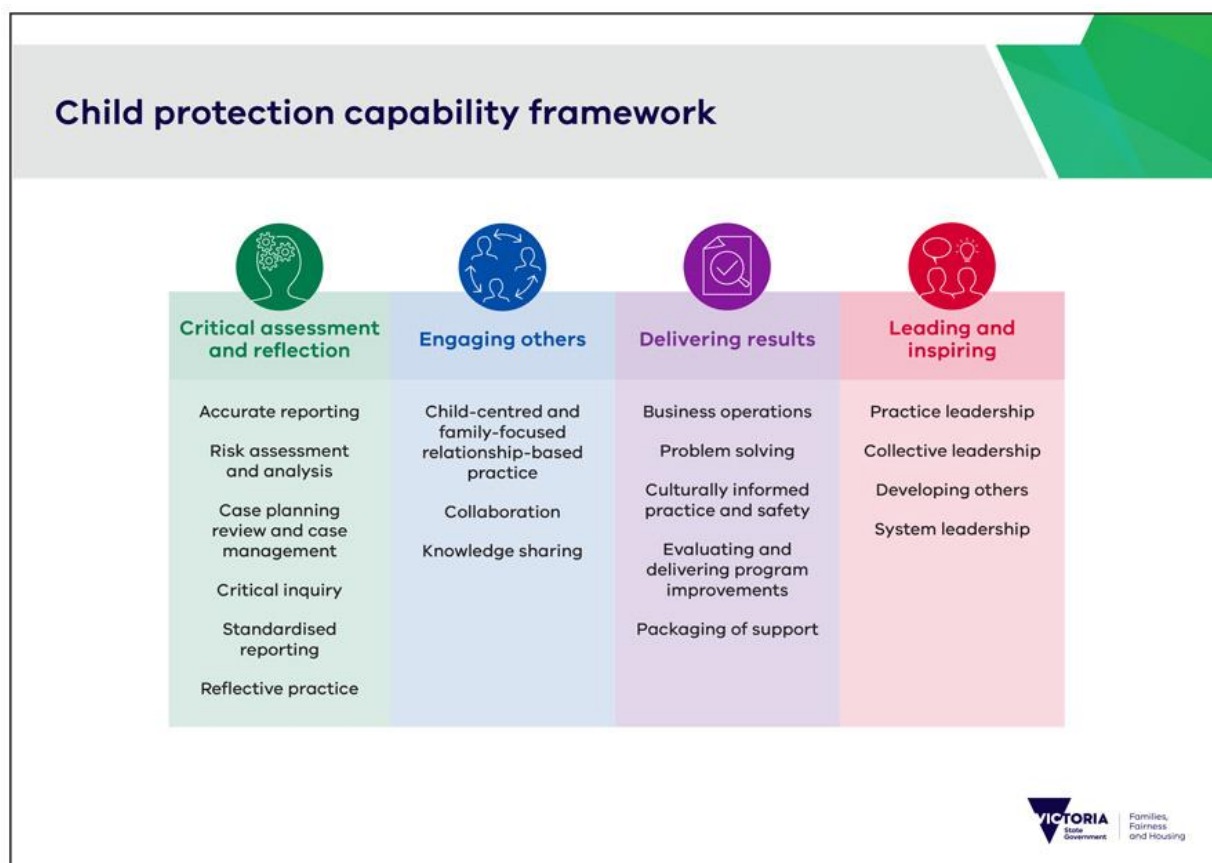 Child protection capability framework
Critical assessment
and reflection
Accurate reporting
Risk assessment
and analysis
Case planning
review and case
management
Critical inquiry
Standardised
reporting
Reflective practice
Engaging others
Child-centred and
family-focused
relationship-based
practice
Collaboration
Knowledge sharing
Delivering results
Business operations
Problem solving
Culturally informed
practice and safety
Evaluating and
delivering program
improvements
Packaging of support
Leading and
inspiring
Practice leadership
Collective leadership
Developing others
System leadership
VICTORIA
State
Government
Families,
Fairness
and Housing